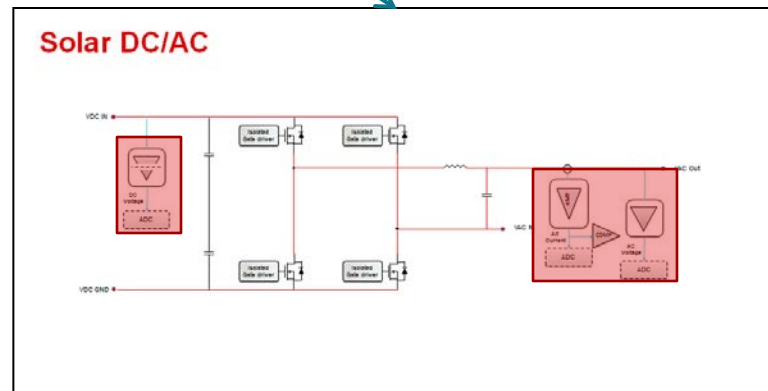 Solar DC/AC
VDC IN
Isolated
Gate driver
Isolated
Gate driver
DC
Voltage
ADC
VAC Out
VAC N
AC
Current
COMP
AC
Voltage
ADC
ADC
Isolated
Gate driver
Isolated
Gate driver
VDC GND